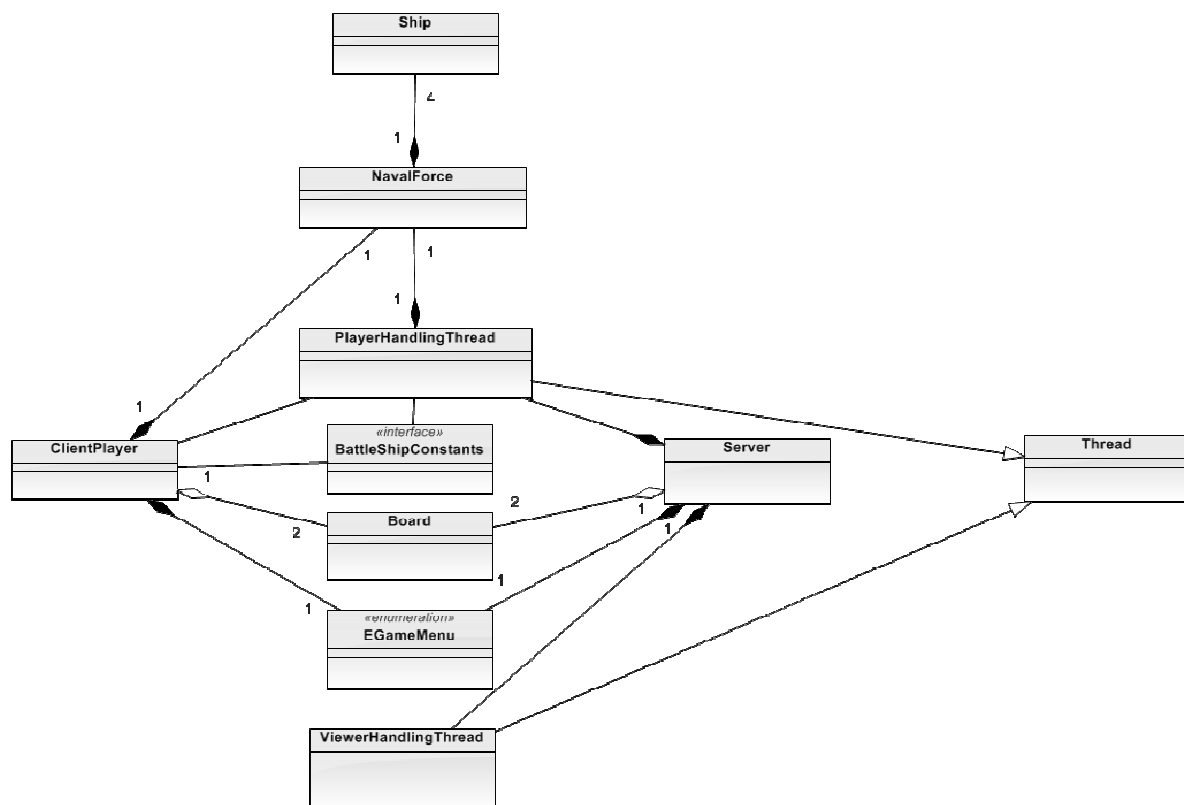 Ship
4
1
NavalForce
1
1
1
PlayerHandlingThread
1
«interface»
BattleShipConstants
ClientPlayer
Server
Thread
1
2
1
Board
2
1
1
1
«enumeration»
EGameMenu
ViewerHandlingThread